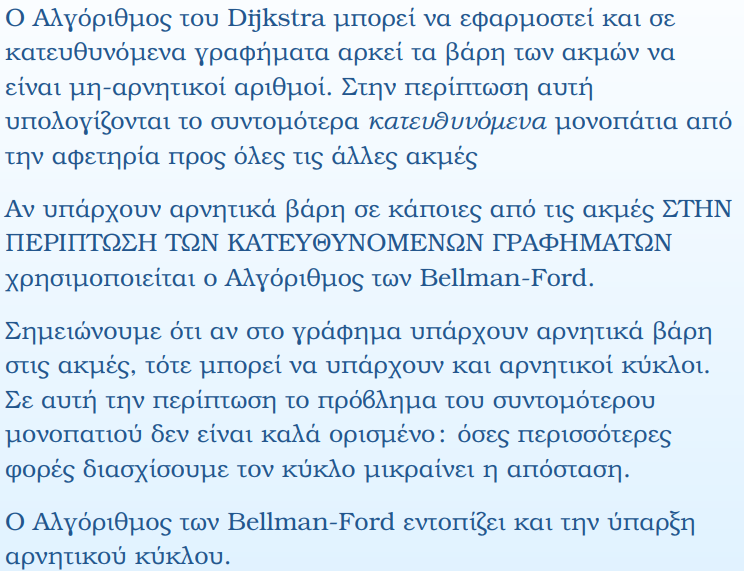 Ο Αλγόριθμος του Dijkstra μπορεί να εφαρμοστεί και σε
κατευθυνόμενα γραφήματα αρκεί τα βάρη των ακμών να
είναι μη-αρνητικοί αριθμοί. Στην περίπτωση αυτή
υπολογίζονται το συντομότερα κατευθυνόμενα μονοπάτια από
την αφετηρία προς όλες τις άλλες ακμές
Αν υπάρχουν αρνητικά βάρη σε κάποιες από τις ακμές ΣΤΗΝ
ΠΕΡΙΠΤΩΣΗ ΤΩΝ ΚΑΤΕΥΘΥΝΟΜΕΝΩΝ ΓΡΑΦΗΜΑΤΩΝ
χρησιμοποιείται ο Αλγόριθμος των Bellman-Ford.
Σημειώνουμε ότι αν στο γράφημα υπάρχουν αρνητικά βάρη
στις ακμές, τότε μπορεί να υπάρχουν και αρνητικοί κύκλοι.
Σε αυτή την περίπτωση το πρόβλημα του συντομότερου
μονοπατιού δεν είναι καλά ορισμένο: όσες περισσότερες
φορές διασχίσουμε τον κύκλο μικραίνει η απόσταση.
Ο Αλγόριθμος των Bellman-Ford εντοπίζει και την ύπαρξη
αρνητικού κύκλου.